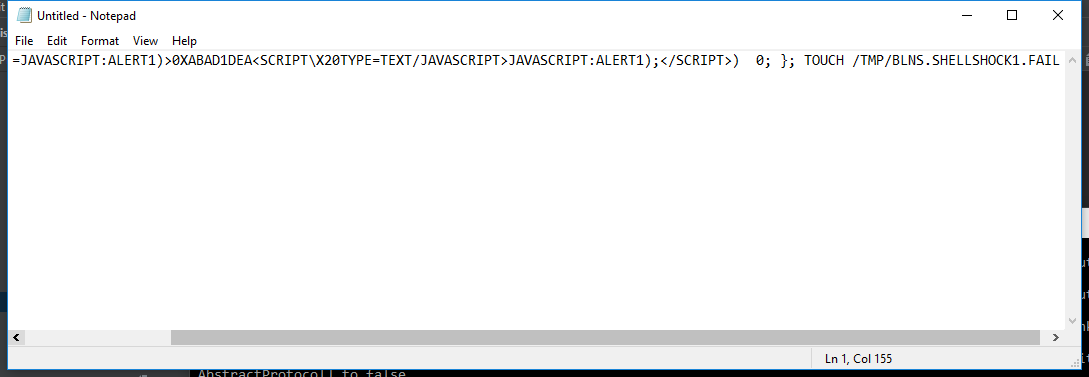 Untitled - Notepad
File Edit Format View Help
=JAVASCRIPT:ALERT1)>0XABAD1DEA<SCRIPT\X20TYPE=TEXT/JAVASCRIPT>JAVASCRIPT:ALERT1);</SCRIPT>)  0; }; TOUCH /TMP/BLNS.SHELLSHOCK1.FAIL
Ln 1, Col 155
AbstractProtocol] to false